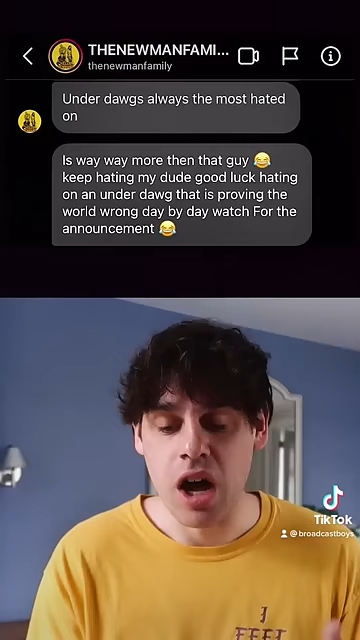 THENEWMANFAMI...
thenewmanfamily
Under dawgs always the most hated
on
Is way way more then that guy 😂
keep hating my dude good luck hating
on an under dawg that is proving the
world wrong day by day watch For the
announcement 😂
TikTok
@broadcastboys
I
FEEL